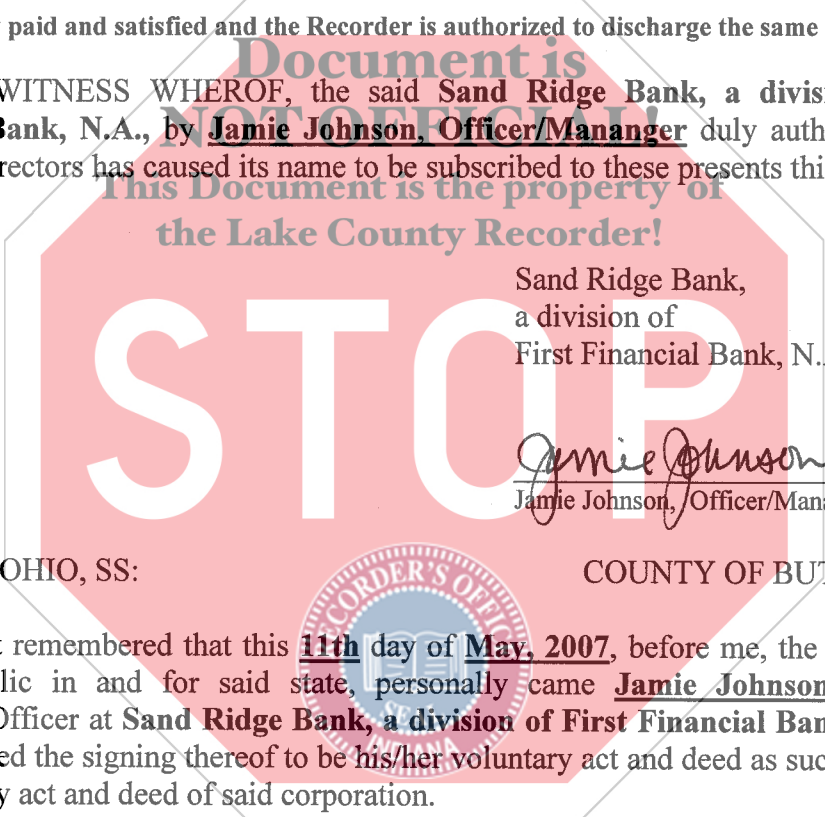 paid and satisfied and the Recorder is authorized to discharge the same
Document is
WITNESS WHEROF, the said Sand Ridge Bank, a divis
NOT OFFICIAL!
Bank, N.A., by Jamie Johnson, Officer/Mananger duly auth
rectors has caused its name to be subscribed to these presents thi
This Document is the property of
the Lake County Recorder!
Sand Ridge Bank,
a division of
First Financial Bank, N.
STOP
Jamie Johnson
Jamie Johnson, Officer/Mana
OHIO, SS: COUNTY OF BUT
RECORDER'S OFFIC
remembered that this 11th day of May, 2007, before me, the
lic in and for said state, personally came Jamie Johnson
Officer at Sand Ridge Bank, a division of First Financial Ban
SEAL
ed the signing thereof to be his/her voluntary act and deed as suc
INDIANA
y act and deed of said corporation.